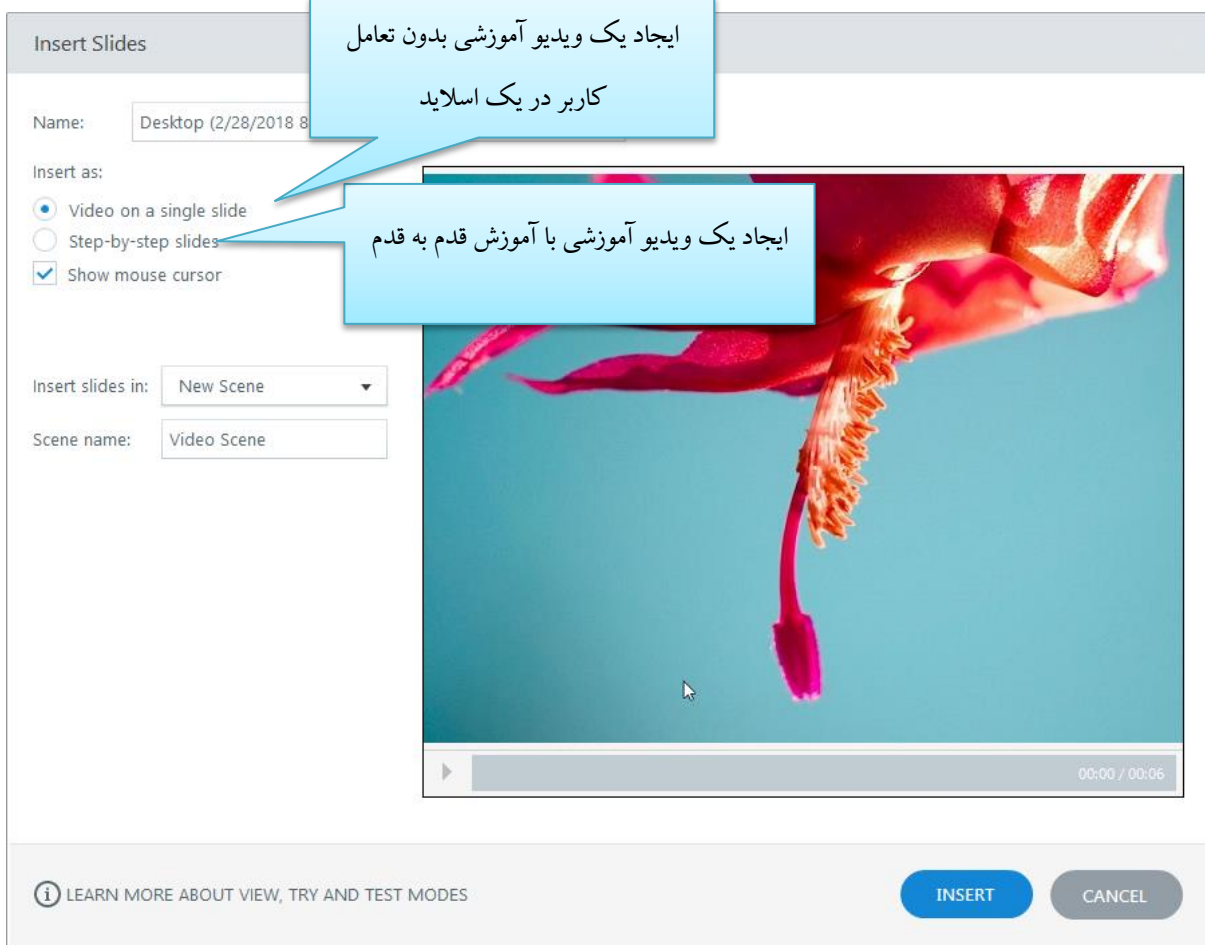 Insert Slides
ایجاد یک ویدیو آموزشی بدون تعامل
کاربر در یک اسلاید
Name:
Desktop (2/28/2018 8
Insert as:
Video on a single slide
Step-by-step slides
Show mouse cursor
ایجاد یک ویدیو آموزشی با آموزش قدم به قدم
Insert slides in:
New Scene
Scene name:
Video Scene
00:00 / 00:06
LEARN MORE ABOUT VIEW, TRY AND TEST MODES
INSERT
CANCEL